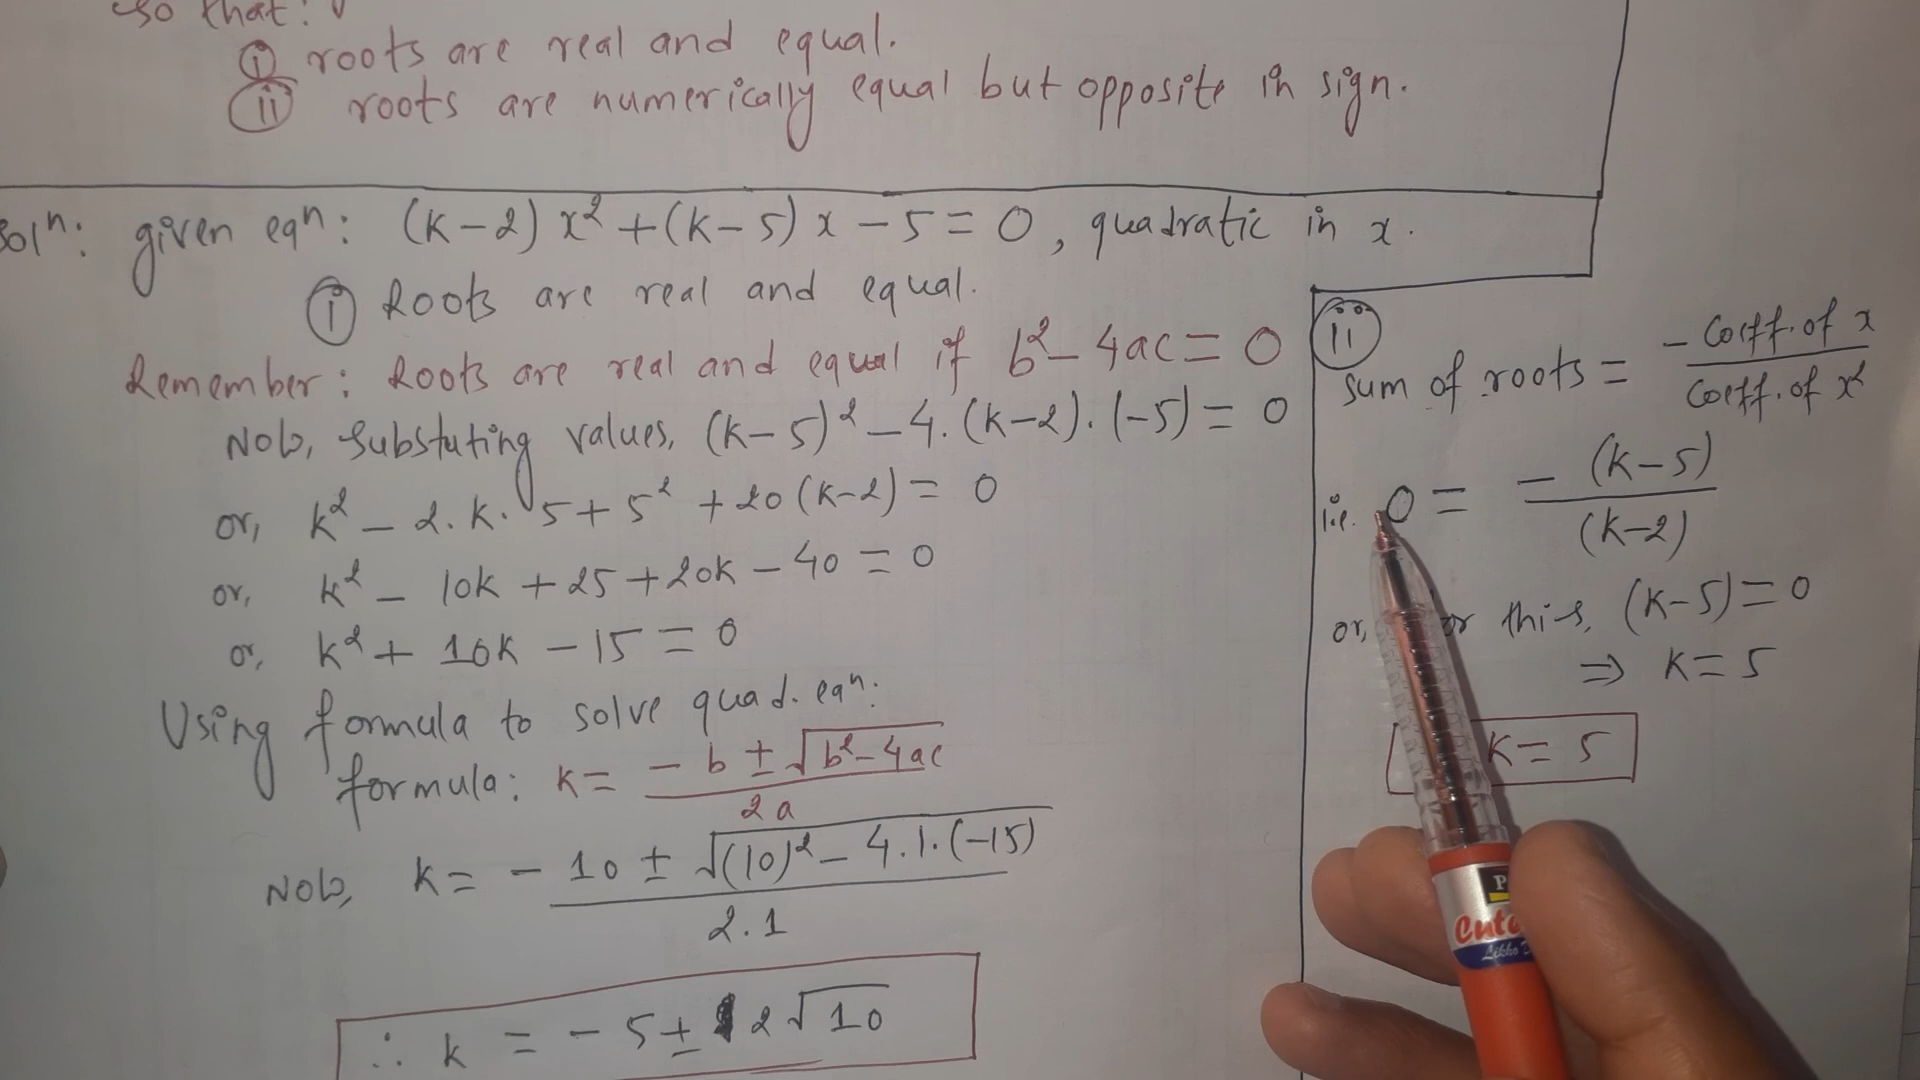 so that:
(i) roots are real and equal.
(ii) roots are numerically equal but opposite in sign.
Solⁿ: given eqⁿ: (k-2) x² + (k-5) x - 5 = 0, quadratic in x.
(i) Roots are real and equal.
Remember: Roots are real and equal if b² - 4ac = 0
Now, substuting values, (k-5)² - 4.(k-2).(-5) = 0
or, k² - 2.k.5 + 5² + 20(k-2) = 0
or, k² - 10k + 25 + 20k - 40 = 0
or, k² + 10k - 15 = 0
Using formula to solve quad. eqⁿ:
formula: k = (-b ± √(b² - 4ac)) / 2a
Now, k = (-10 ± √((10)² - 4.1.(-15))) / 2.1
∴ k = -5 ± 2√10
(ii)
sum of roots = - Coeff. of x / Coeff. of x²
i.e. 0 = -(k-5) / (k-2)
or, this, (k-5) = 0
⇒ k = 5
k = 5